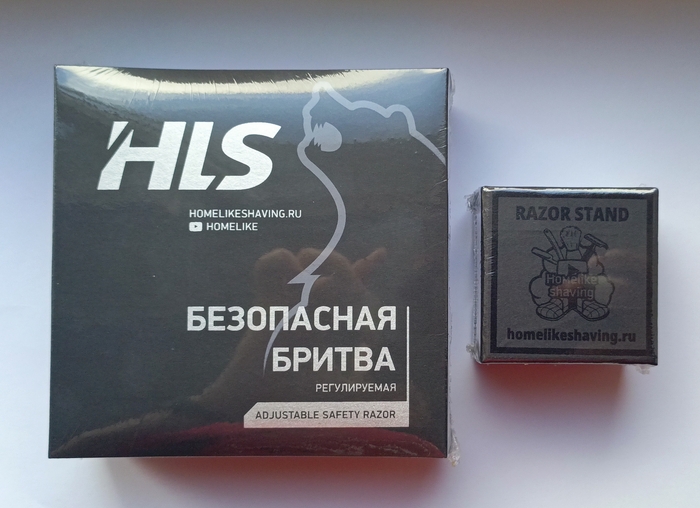 HLS
HOMELIKESHAVING.RU
HOMELIKE
БЕЗОПАСНАЯ
БРИТВА
РЕГУЛИРУЕМАЯ
ADJUSTABLE SAFETY RAZOR
RAZOR STAND
Homelike
shaving
homelikeshaving.ru